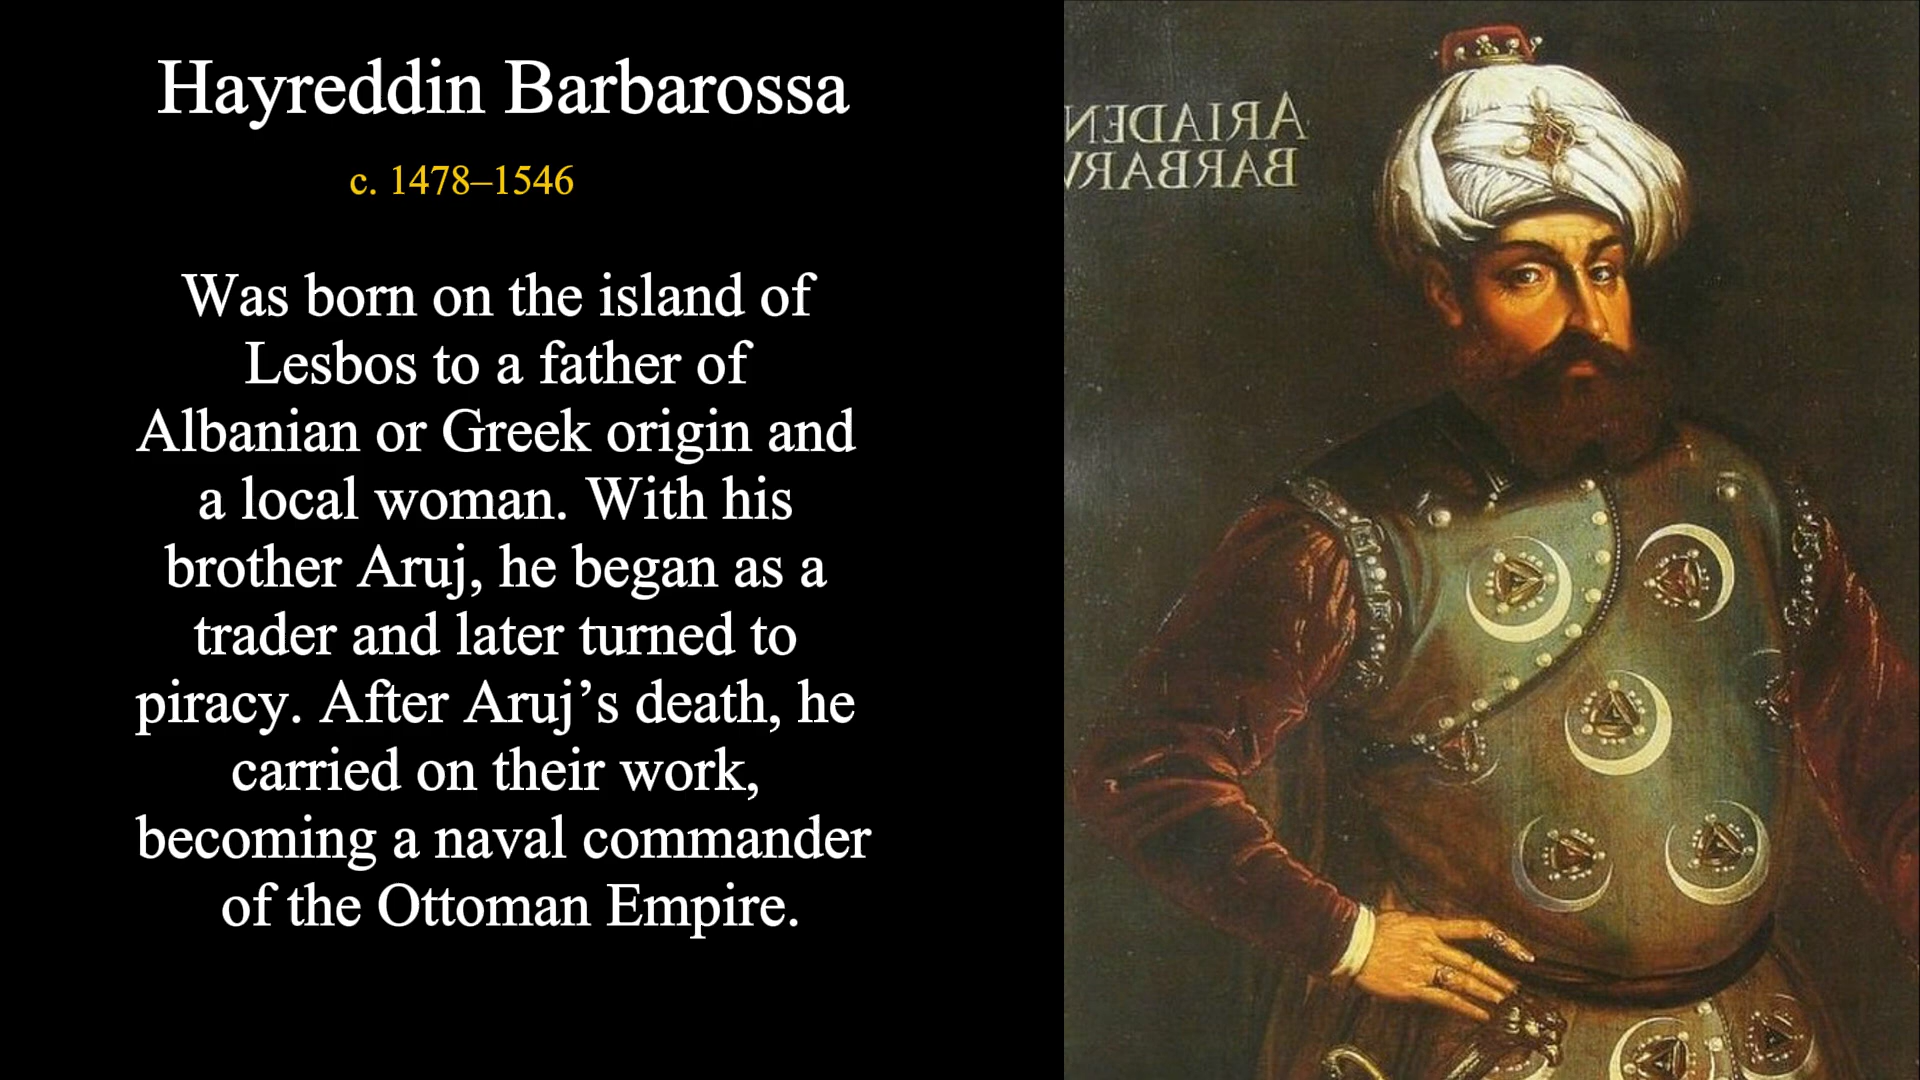 Hayreddin Barbarossa
c. 1478–1546
Was born on the island of
Lesbos to a father of
Albanian or Greek origin and
a local woman. With his
brother Aruj, he began as a
trader and later turned to
piracy. After Aruj’s death, he
carried on their work,
becoming a naval commander
of the Ottoman Empire.
ARIADEN
BARBAR